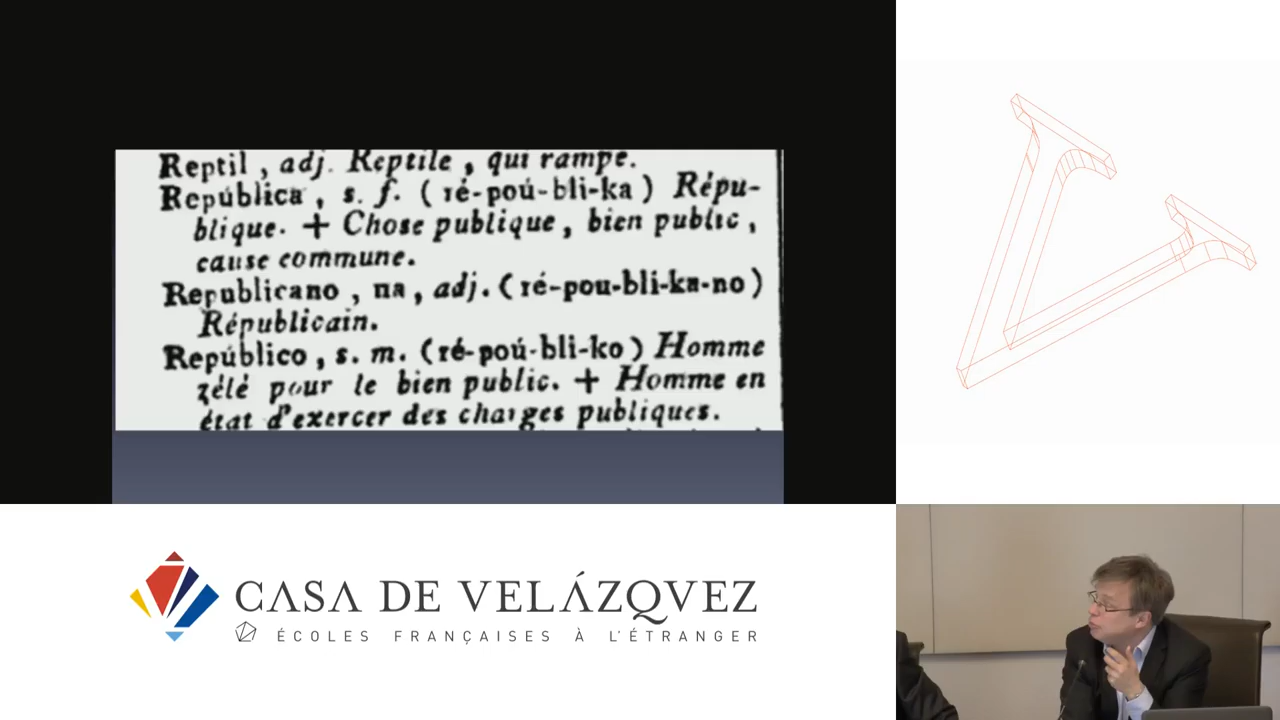 Reptil, adj. Reptile, qui rampe.
República, s. f. (ré-poú-bli-ka) Répu-
blique. + Chose publique, bien public,
cause commune.
Republicano, na, adj. (ré-pou-bli-ka-no)
Républicain.
Repúblico, s. m. (ré-poú-bli-ko) Homme
zélé pour le bien public. + Homme en
état d'exercer des charges publiques.
CASA DE VELÁZQVEZ
ÉCOLES FRANÇAISES À L'ÉTRANGER